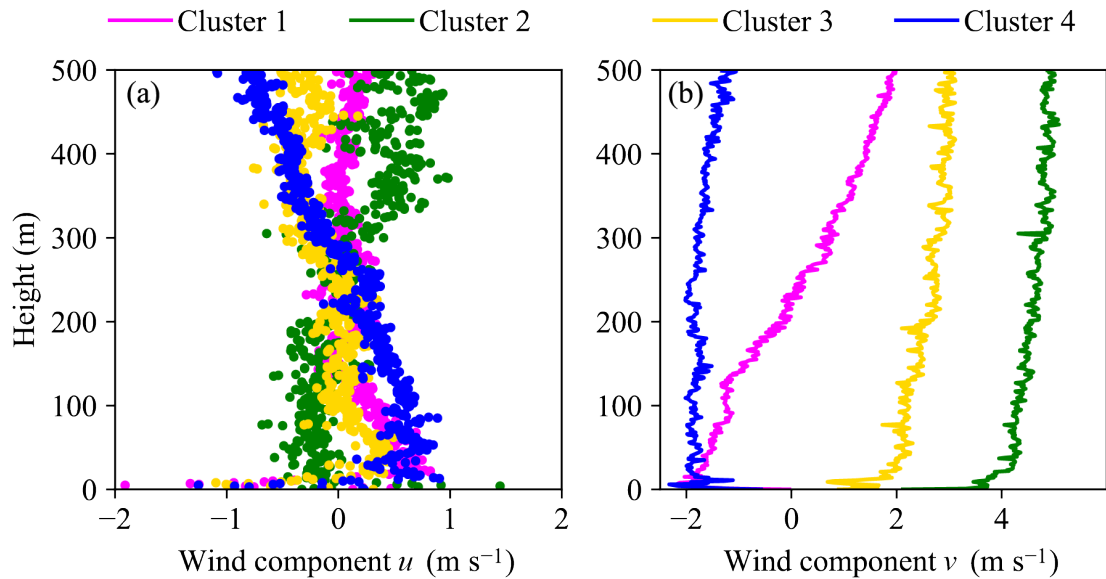 Cluster 1 Cluster 2 Cluster 3 Cluster 4
(a) (b)
500 500
400 400
300 300
200 200
100 100
0 0
Height (m)
−2 −1 0 1 2 −2 0 2 4
Wind component u (m s⁻¹) Wind component v (m s⁻¹)